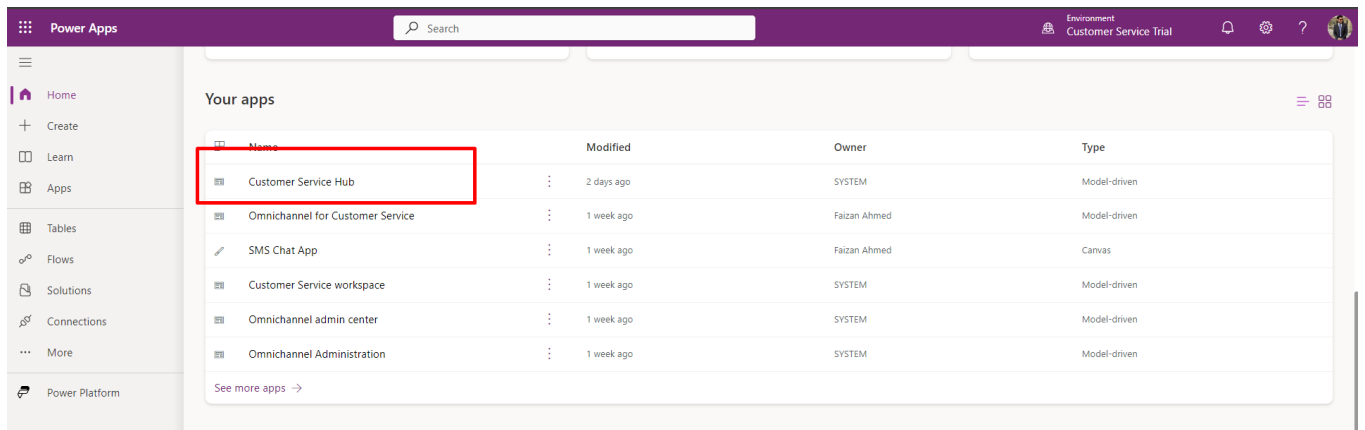 Power Apps
Search
Environment
Customer Service Trial
?
Home
Create
Learn
Apps
Tables
Flows
Solutions
Connections
More
Power Platform
Your apps
Name Modified Owner Type
Customer Service Hub 2 days ago SYSTEM Model-driven
Omnichannel for Customer Service 1 week ago Faizan Ahmed Model-driven
SMS Chat App 1 week ago Faizan Ahmed Canvas
Customer Service workspace 1 week ago SYSTEM Model-driven
Omnichannel admin center 1 week ago SYSTEM Model-driven
Omnichannel Administration 1 week ago SYSTEM Model-driven
See more apps →